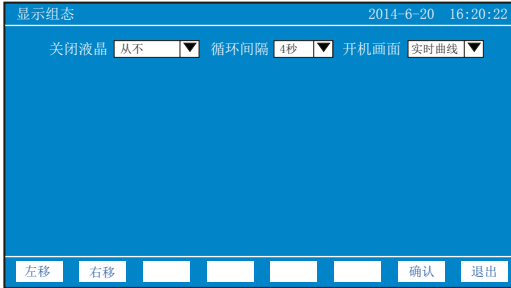 显示组态 2014-6-20 16:20:22
关闭液晶 从不 循环间隔 4秒 开机画面 实时曲线
左移 右移 确认 退出